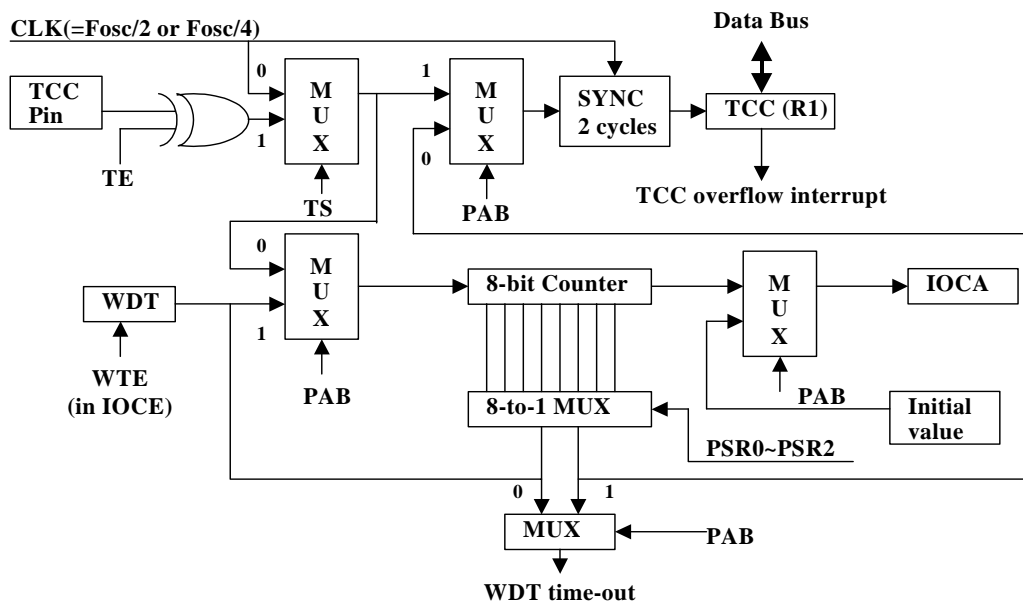 CLK(=Fosc/2 or Fosc/4)
Data Bus
TCC
Pin
0
1
M
U
X
1
0
M
U
X
SYNC
2 cycles
TCC (R1)
TE
TS
PAB
TCC overflow interrupt
0
1
M
U
X
WDT
8-bit Counter
M
U
X
IOCA
WTE
(in IOCE)
PAB
8-to-1 MUX
PAB
Initial
value
PSR0~PSR2
0
1
MUX
PAB
WDT time-out